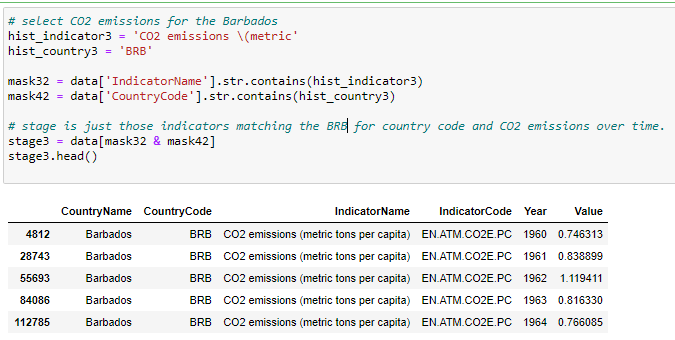 # select CO2 emissions for the Barbados
hist_indicator3 = 'CO2 emissions \(metric'
hist_country3 = 'BRB'
mask32 = data['IndicatorName'].str.contains(hist_indicator3)
mask42 = data['CountryCode'].str.contains(hist_country3)
# stage is just those indicators matching the BRB for country code and CO2 emissions over time.
stage3 = data[mask32 & mask42]
stage3.head()
CountryName CountryCode IndicatorName IndicatorCode Year Value
4812 Barbados BRB CO2 emissions (metric tons per capita) EN.ATM.CO2E.PC 1960 0.746313
28743 Barbados BRB CO2 emissions (metric tons per capita) EN.ATM.CO2E.PC 1961 0.838899
55693 Barbados BRB CO2 emissions (metric tons per capita) EN.ATM.CO2E.PC 1962 1.119411
84086 Barbados BRB CO2 emissions (metric tons per capita) EN.ATM.CO2E.PC 1963 0.816330
112785 Barbados BRB CO2 emissions (metric tons per capita) EN.ATM.CO2E.PC 1964 0.766085